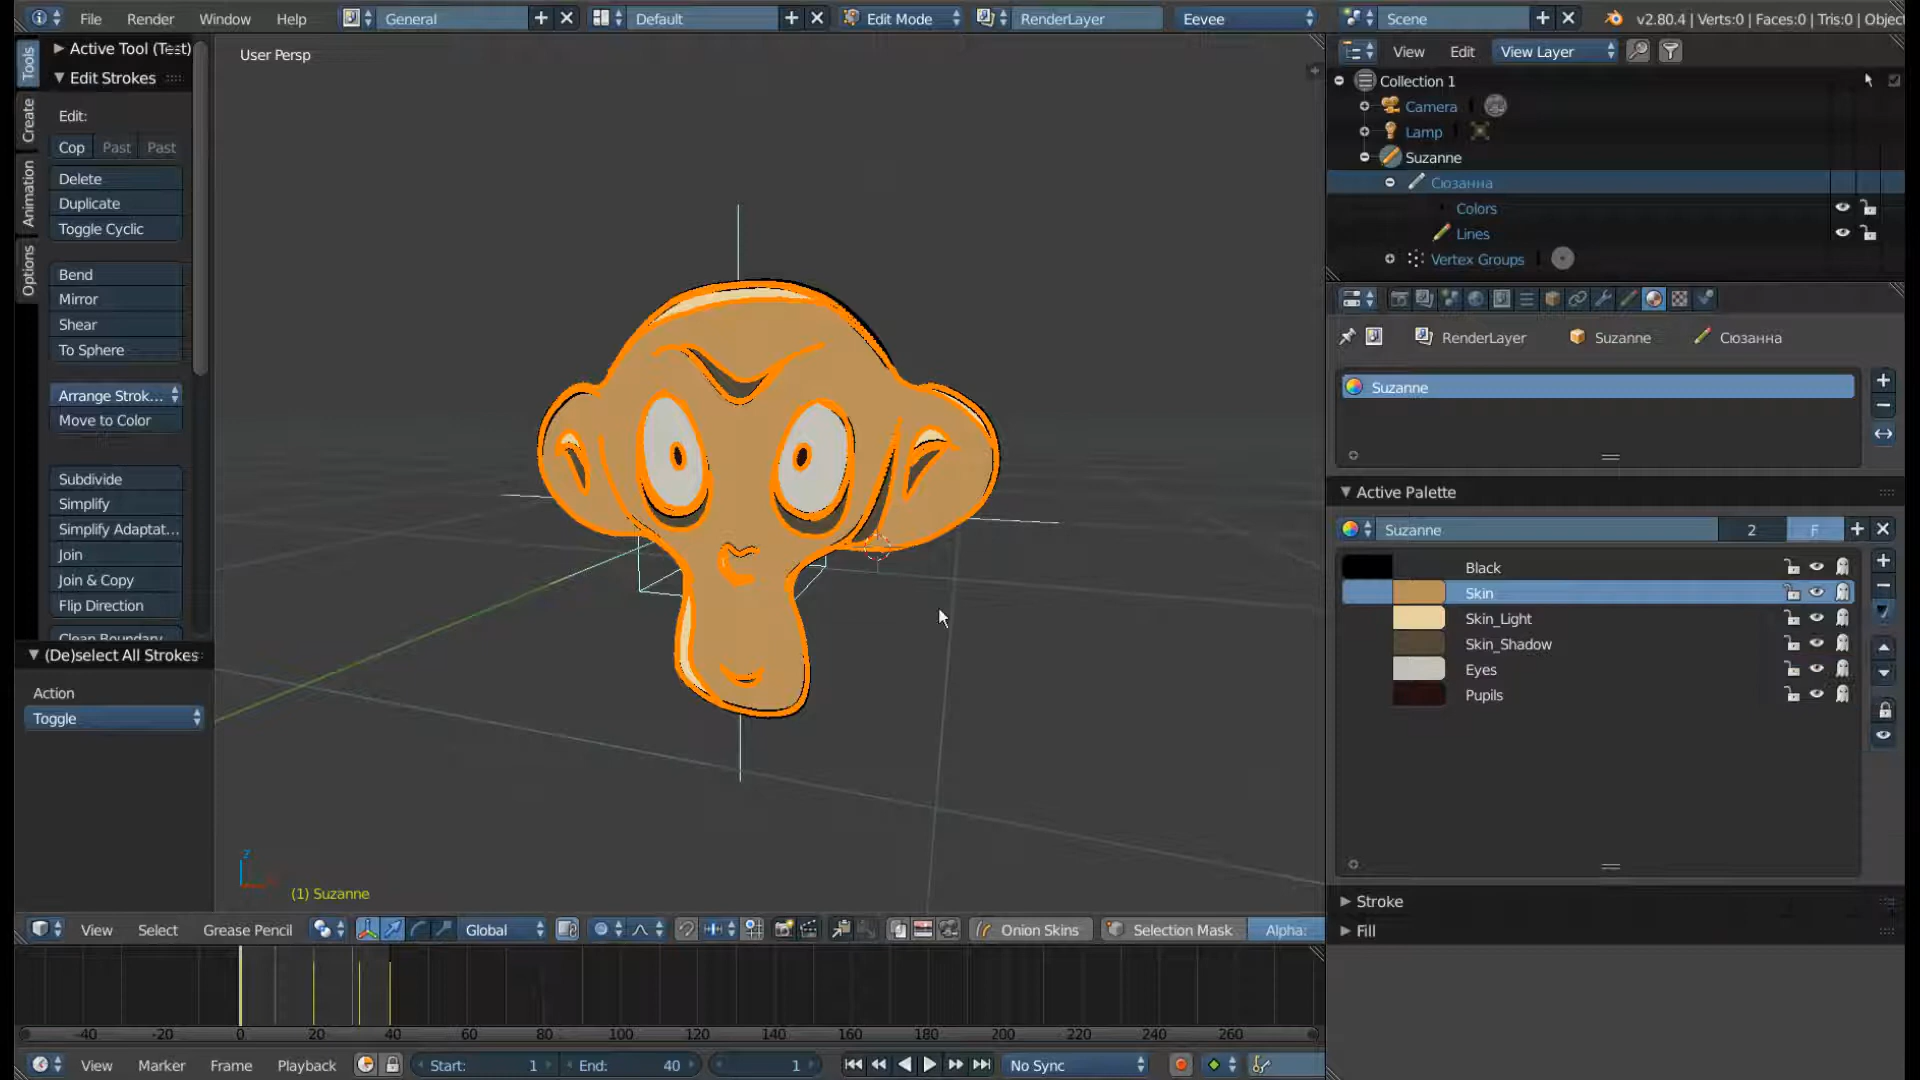 File Render Window Help General Default Edit Mode RenderLayer Eevee Scene v2.80.4 | Verts:0 | Faces:0 | Tris:0 | Objec
Tools
Create
Animation
Options
Active Tool (Test)
Edit Strokes
Edit:
Cop Past Past
Delete
Duplicate
Toggle Cyclic
Bend
Mirror
Shear
To Sphere
Arrange Strok...
Move to Color
Subdivide
Simplify
Simplify Adaptat...
Join
Join & Copy
Flip Direction
Clean Boundary
(De)select All Strokes
Action
Toggle
User Persp
(1) Suzanne
View Select Grease Pencil Global Onion Skins Selection Mask Alpha:
-40 -20 0 20 40 60 80 100 120 140 160 180 200 220 240 260
View Marker Frame Playback Start: 1 End: 40 1 No Sync
View Edit View Layer
Collection 1
Camera
Lamp
Suzanne
Сюзанна
Colors
Lines
Vertex Groups
RenderLayer Suzanne Сюзанна
Suzanne
Active Palette
Suzanne 2 F
Black
Skin
Skin_Light
Skin_Shadow
Eyes
Pupils
Stroke
Fill